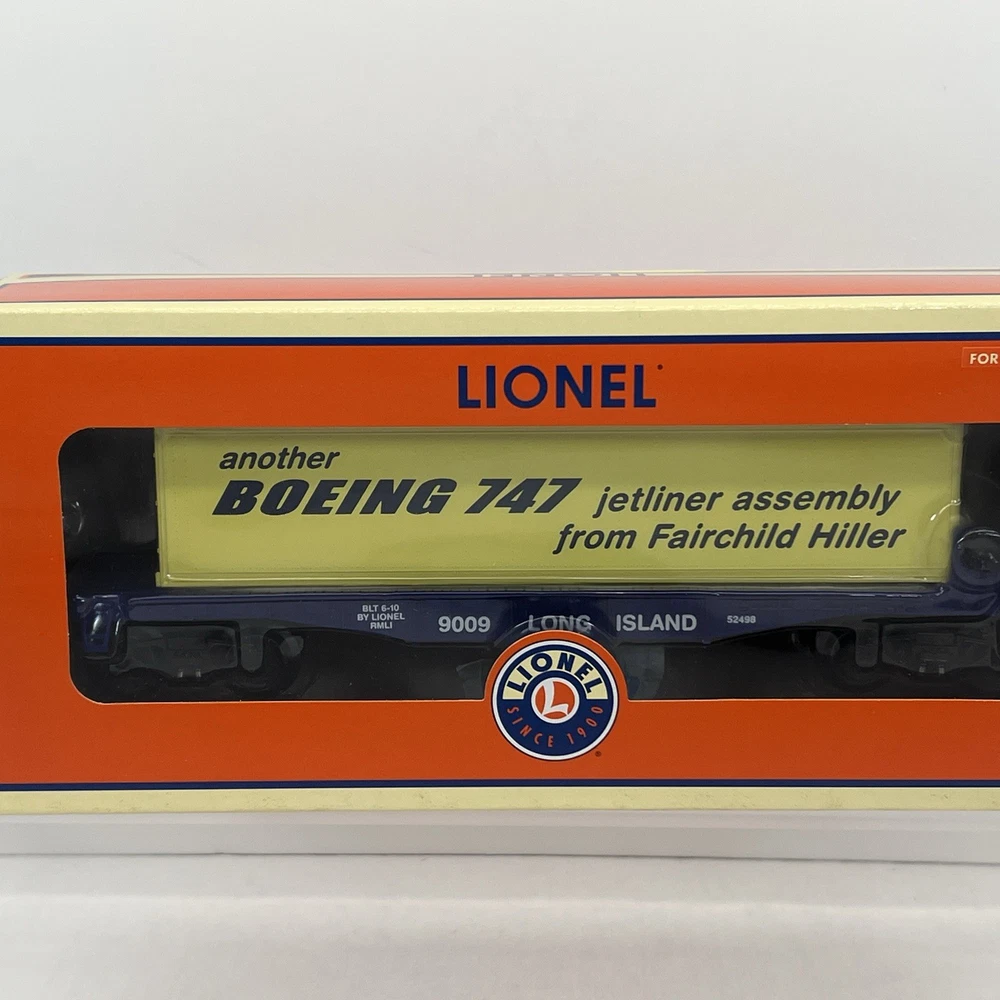 LIONEL
FOR
another
BOEING 747 jetliner assembly
from Fairchild Hiller
BLT 6-10
BY LIONEL
RMLI
9009 LONG ISLAND 52498
LIONEL
L
SINCE 1900